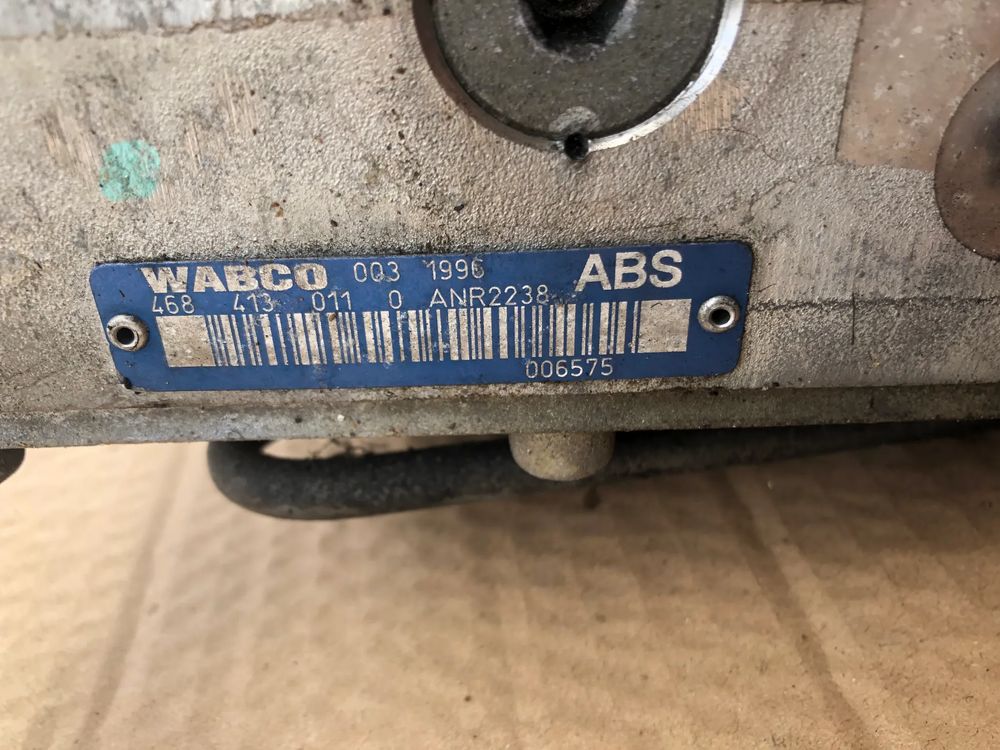 WABCO 003 1996 ABS
468 413 011 0 ANR2238
006575